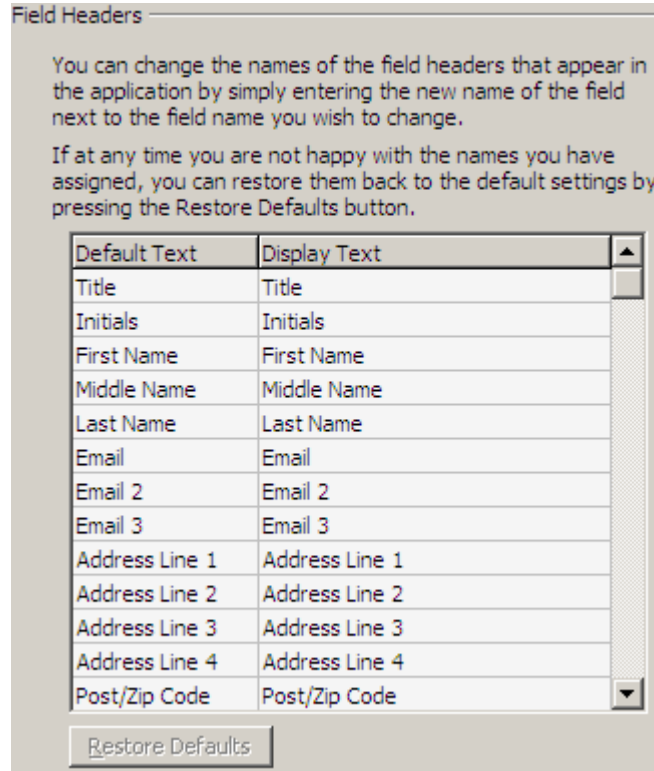 Field Headers
You can change the names of the field headers that appear in
the application by simply entering the new name of the field
next to the field name you wish to change.
If at any time you are not happy with the names you have
assigned, you can restore them back to the default settings by
pressing the Restore Defaults button.
Default Text Display Text
Title Title
Initials Initials
First Name First Name
Middle Name Middle Name
Last Name Last Name
Email Email
Email 2 Email 2
Email 3 Email 3
Address Line 1 Address Line 1
Address Line 2 Address Line 2
Address Line 3 Address Line 3
Address Line 4 Address Line 4
Post/Zip Code Post/Zip Code
Restore Defaults